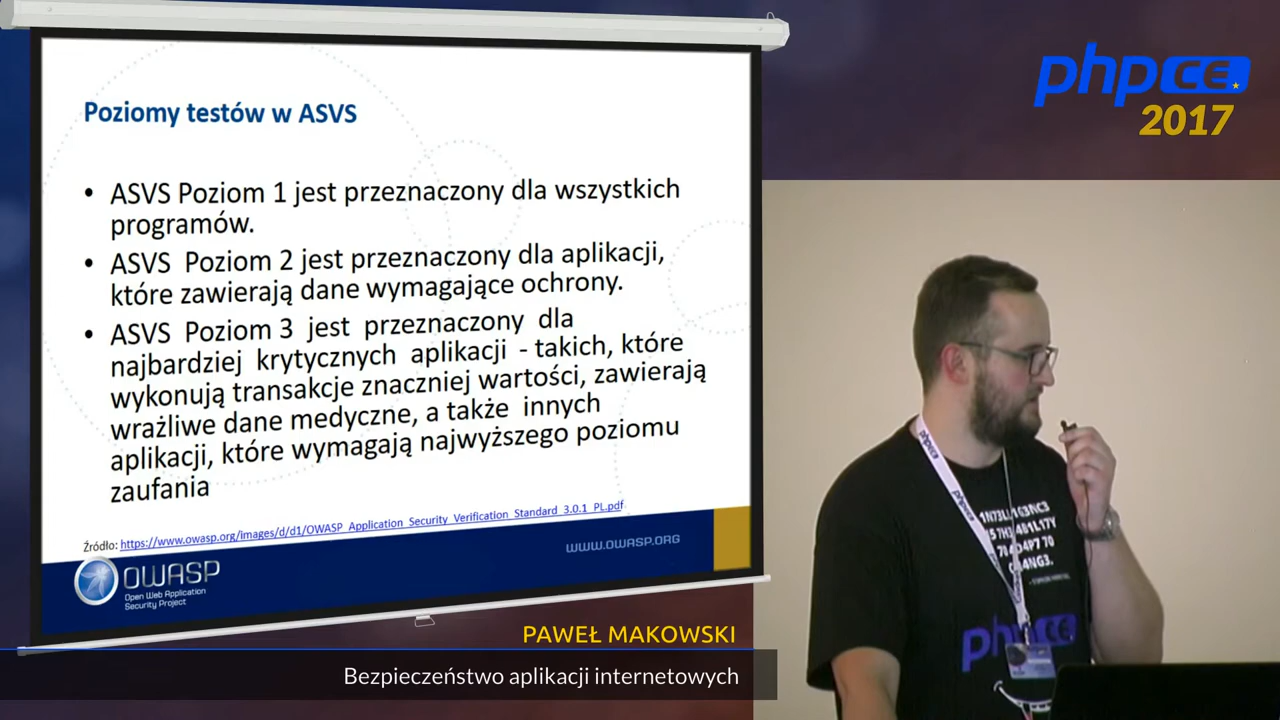 phpCE
2017
Poziomy testów w ASVS
• ASVS Poziom 1 jest przeznaczony dla wszystkich
programów.
• ASVS Poziom 2 jest przeznaczony dla aplikacji,
które zawierają dane wymagające ochrony.
• ASVS Poziom 3 jest przeznaczony dla
najbardziej krytycznych aplikacji - takich, które
wykonują transakcje znaczniej wartości, zawierają
wrażliwe dane medyczne, a także innych
aplikacji, które wymagają najwyższego poziomu
zaufania
Źródło: https://www.owasp.org/images/d/d1/OWASP_Application_Security_Verification_Standard_3.0.1_PL.pdf
WWW.OWASP.ORG
OWASP
Open Web Application
Security Project
PAWEŁ MAKOWSKI
Bezpieczeństwo aplikacji internetowych
phpce
phpce
phpCE